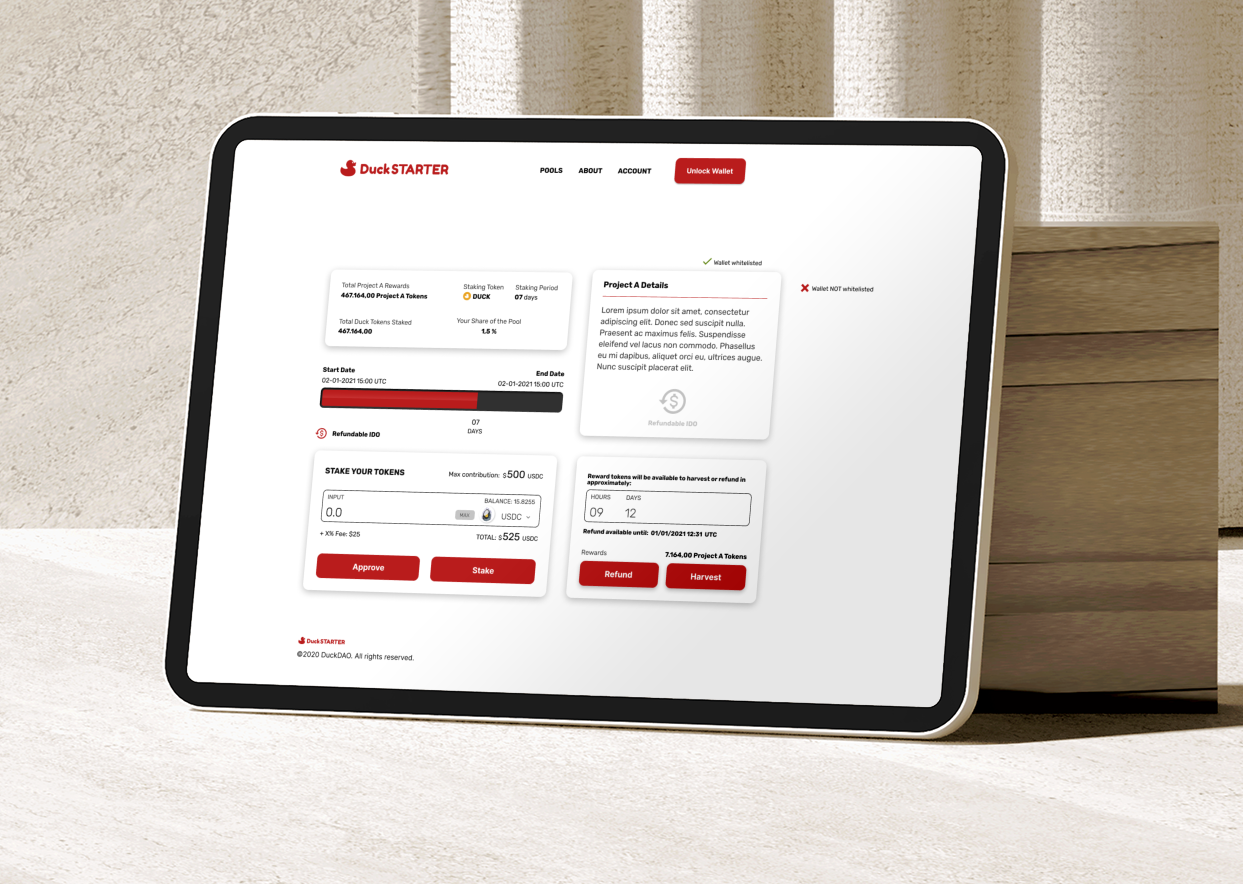 DuckSTARTER
POOLS ABOUT ACCOUNT Unlock Wallet
Wallet whitelisted
Wallet NOT whitelisted
Total Project A Rewards
467.164,00 Project A Tokens
Staking Token
DUCK
Staking Period
07 days
Total Duck Tokens Staked
467.164.00
Your Share of the Pool
1,5 %
Project A Details
Lorem ipsum dolor sit amet, consectetur
adipiscing elit. Donec sed suscipit nulla.
Praesent ac maximus felis. Suspendisse
eleifend vel lacus non commodo. Phasellus
eu mi dapibus, aliquet orci eu, ultrices augue.
Nunc suscipit placerat elit.
Refundable IDO
Start Date
02-01-2021 15:00 UTC
End Date
02-01-2021 15:00 UTC
07
DAYS
Refundable IDO
STAKE YOUR TOKENS
Max contribution: $500 USDC
INPUT
BALANCE: 15.8255
0.0
MAX
USDC
+ X% Fee: $25
TOTAL: $525 USDC
Approve
Stake
Reward tokens will be available to harvest or refund in
approximately:
HOURS DAYS
09 12
Refund available until: 01/01/2021 12:31 UTC
Rewards
7.164,00 Project A Tokens
Refund
Harvest
DuckSTARTER
©2020 DuckDAO. All rights reserved.